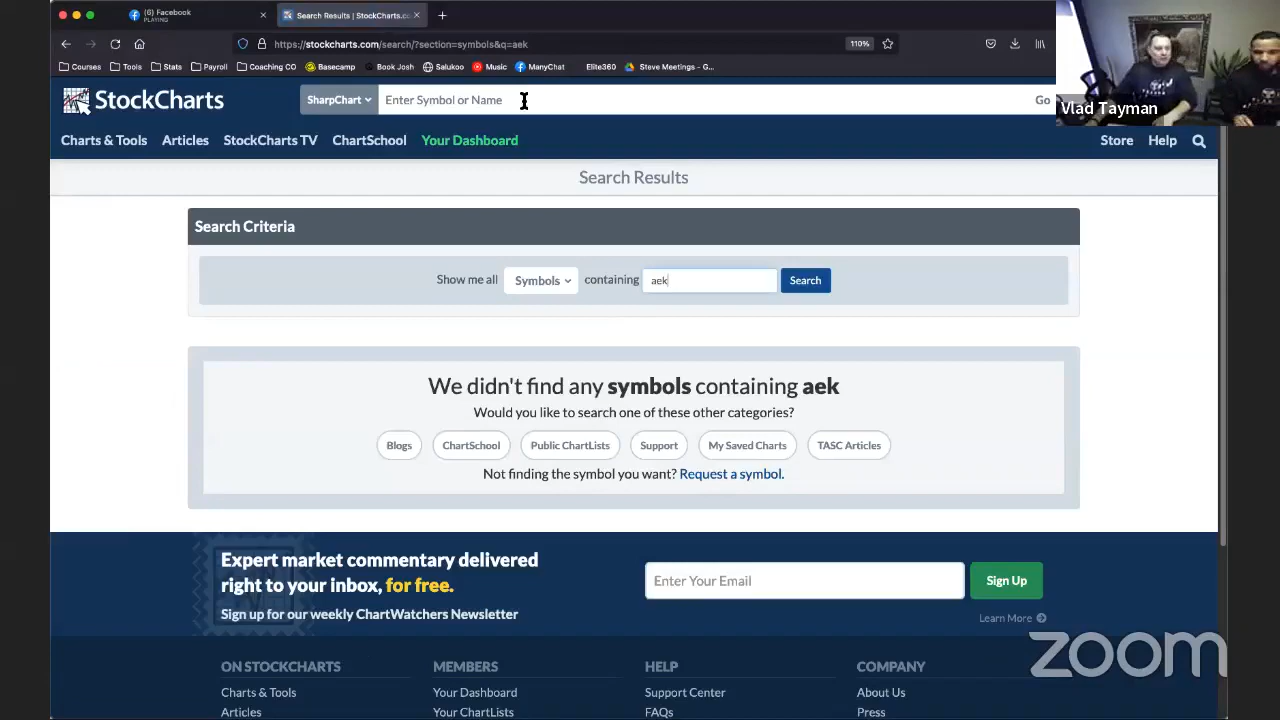 (6) Facebook
PLAYING
Search Results | StockCharts.cc
https://stockcharts.com/search/?section=symbols&q=aek
110%
Courses Tools Stats Payroll Coaching CO Basecamp Book Josh Salukoo Music ManyChat Elite360 Steve Meetings - G...
StockCharts
SharpChart Enter Symbol or Name Go
Vlad Tayman
Charts & Tools Articles StockCharts TV ChartSchool Your Dashboard Store Help
Search Results
Search Criteria
Show me all Symbols containing aek Search
We didn't find any symbols containing aek
Would you like to search one of these other categories?
Blogs ChartSchool Public ChartLists Support My Saved Charts TASC Articles
Not finding the symbol you want? Request a symbol.
Expert market commentary delivered
right to your inbox, for free.
Sign up for our weekly ChartWatchers Newsletter
Enter Your Email Sign Up
Learn More
zoom
ON STOCKCHARTS MEMBERS HELP COMPANY
Charts & Tools Your Dashboard Support Center About Us
Articles Your ChartLists FAQs Press